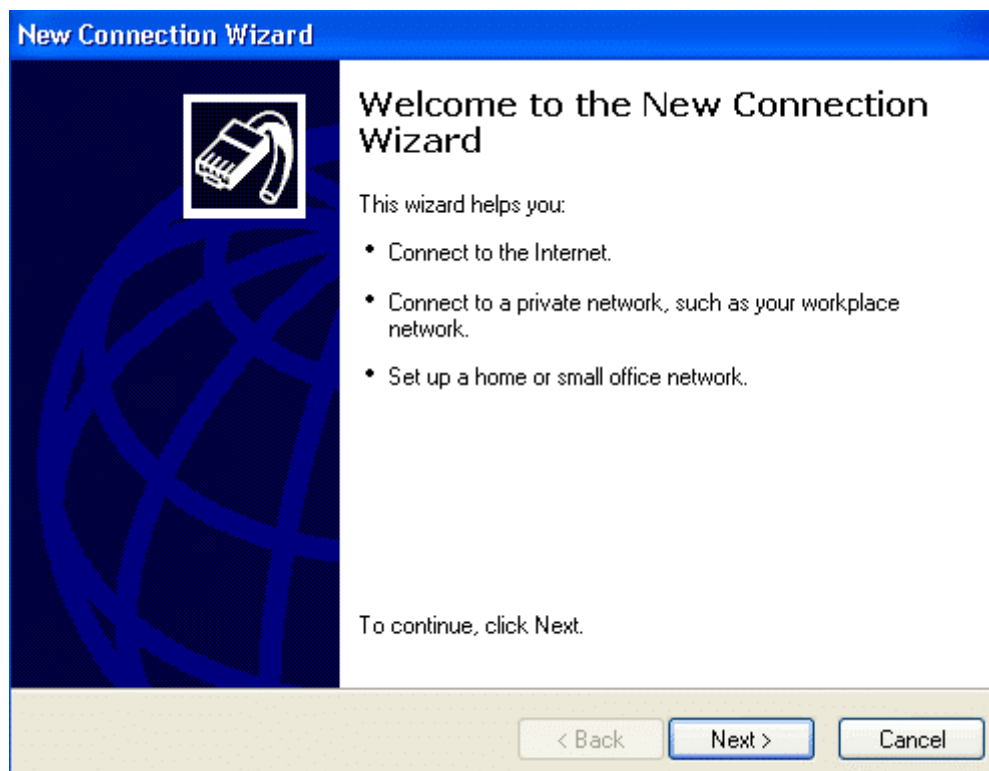 New Connection Wizard
Welcome to the New Connection
Wizard
This wizard helps you:
• Connect to the Internet.
• Connect to a private network, such as your workplace
network.
• Set up a home or small office network.
To continue, click Next.
< Back Next > Cancel